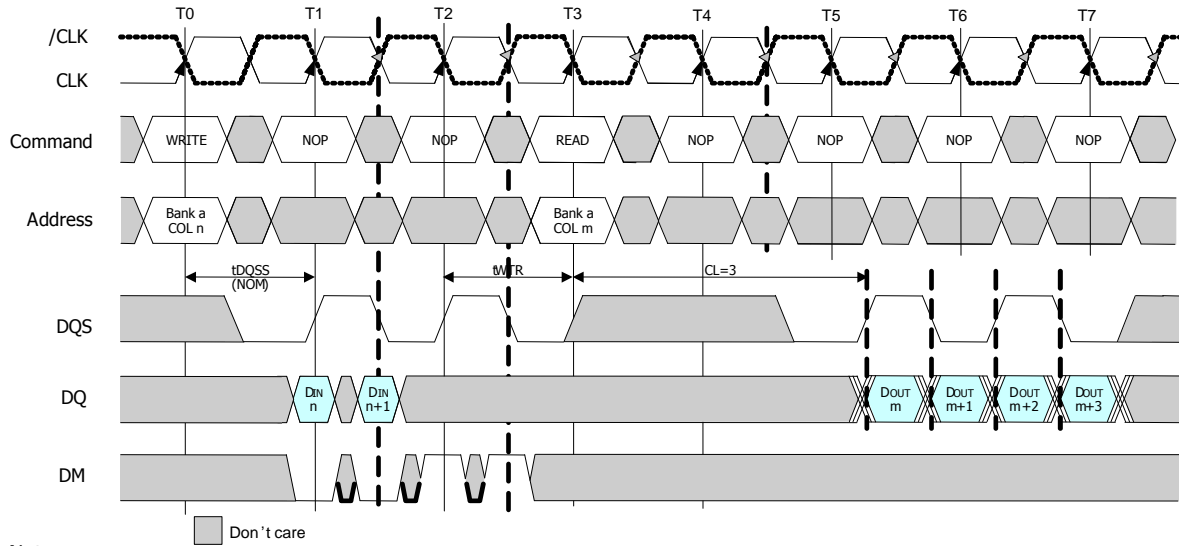 T0 T1 T2 T3 T4 T5 T6 T7
/CLK
CLK
Command WRITE NOP NOP READ NOP NOP NOP NOP
Address Bank a COL n Bank a COL m
tDQSS (NOM) tWTR CL=3
DQS
DQ DIN n DIN n+1 DOUT m DOUT m+1 DOUT m+2 DOUT m+3
DM
Don't care